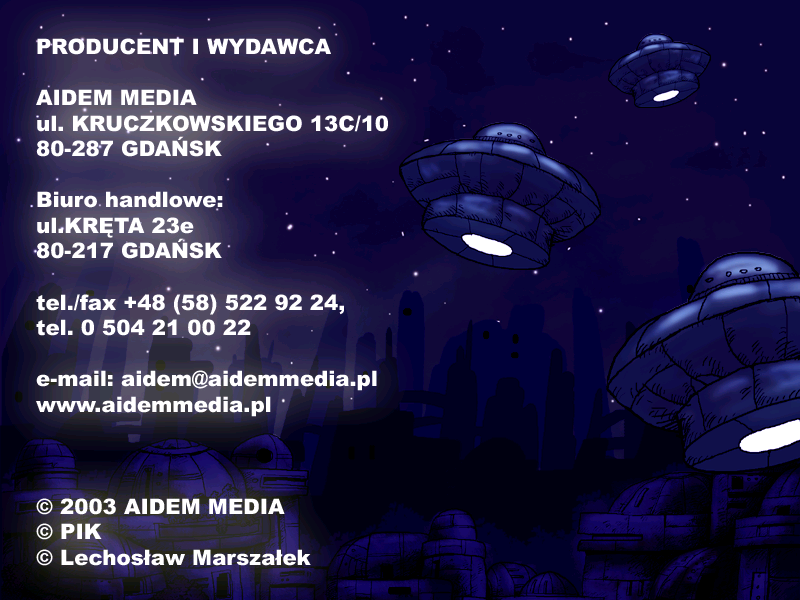 PRODUCENT I WYDAWCA
AIDEM MEDIA
ul. KRUCZKOWSKIEGO 13C/10
80-287 GDAŃSK
Biuro handlowe:
ul.KRĘTA 23e
80-217 GDAŃSK
tel./fax +48 (58) 522 92 24,
tel. 0 504 21 00 22
e-mail: aidem@aidemmedia.pl
www.aidemmedia.pl
© 2003 AIDEM MEDIA
© PIK
© Lechosław Marszałek